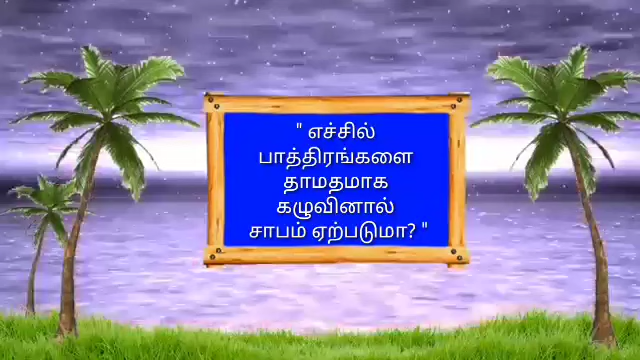 " எச்சில்
பாத்திரங்களை
தாமதமாக
கழுவினால்
சாபம் ஏற்படுமா? "